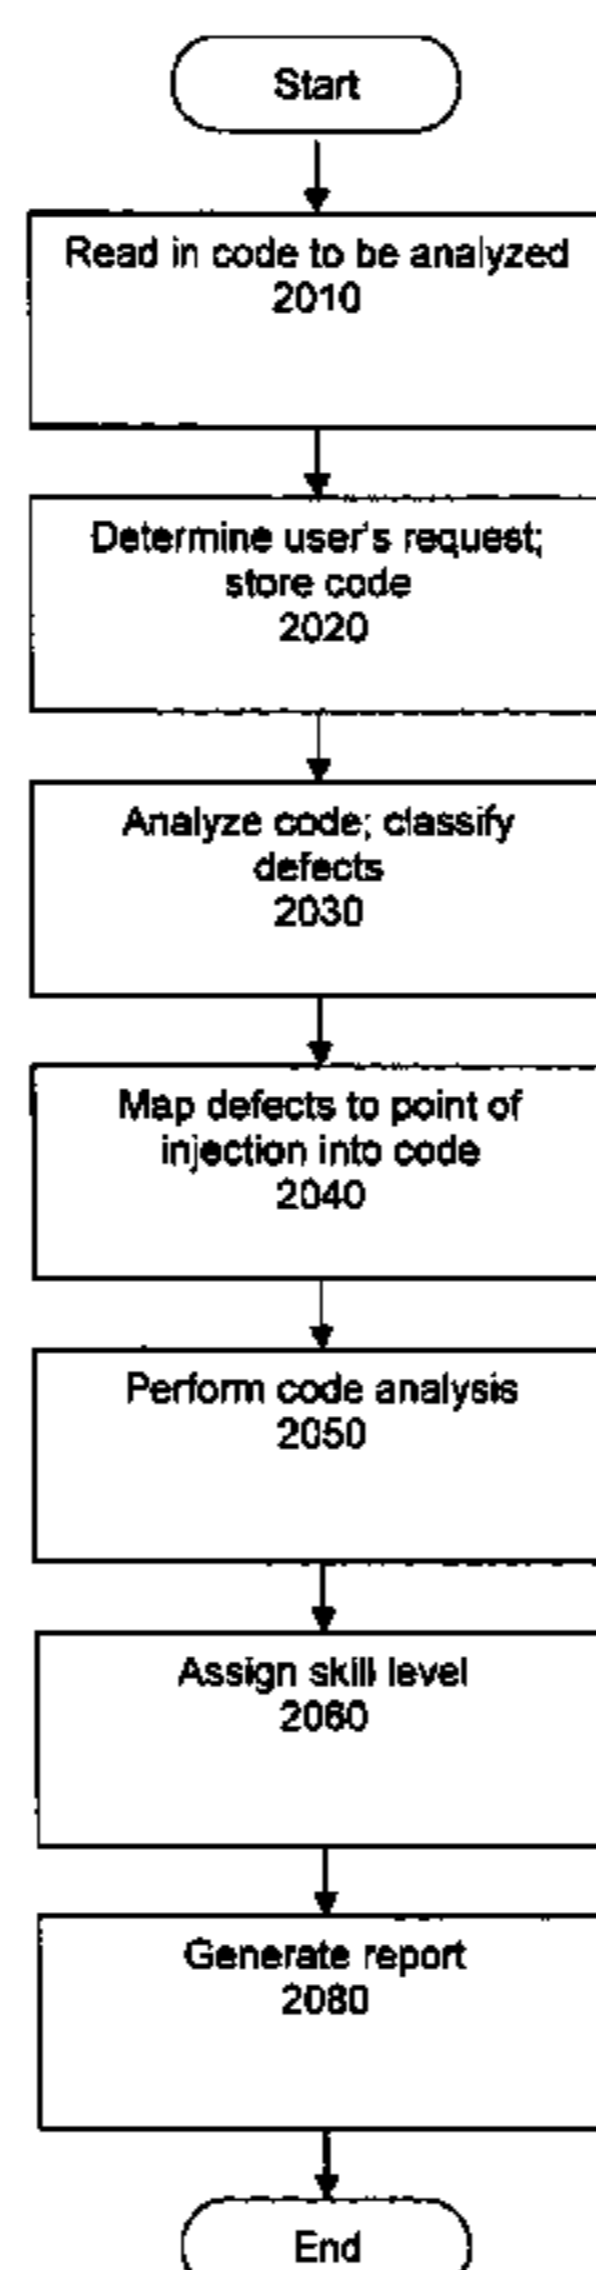 Start
Read in code to be analyzed
2010
Determine user's request;
store code
2020
Analyze code; classify
defects
2030
Map defects to point of
injection into code
2040
Perform code analysis
2050
Assign skill level
2060
Generate report
2080
End